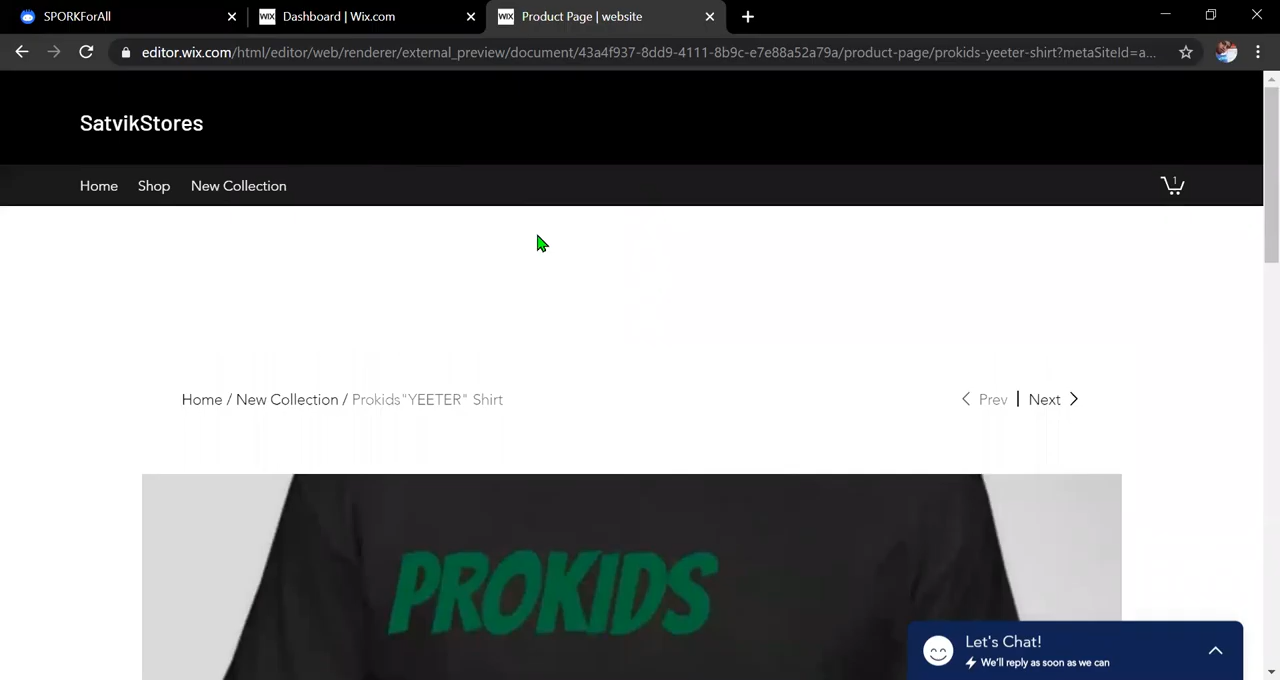 SPORKForAll
WIX Dashboard | Wix.com
WIX Product Page | website
editor.wix.com/html/editor/web/renderer/external_preview/document/43a4f937-8dd9-4111-8b9c-e7e88a52a79a/product-page/prokids-yeeter-shirt?metaSiteId=a...
SatvikStores
Home Shop New Collection 1
Home / New Collection / Prokids"YEETER" Shirt
Prev | Next
PROKIDS
Let's Chat!
We'll reply as soon as we can